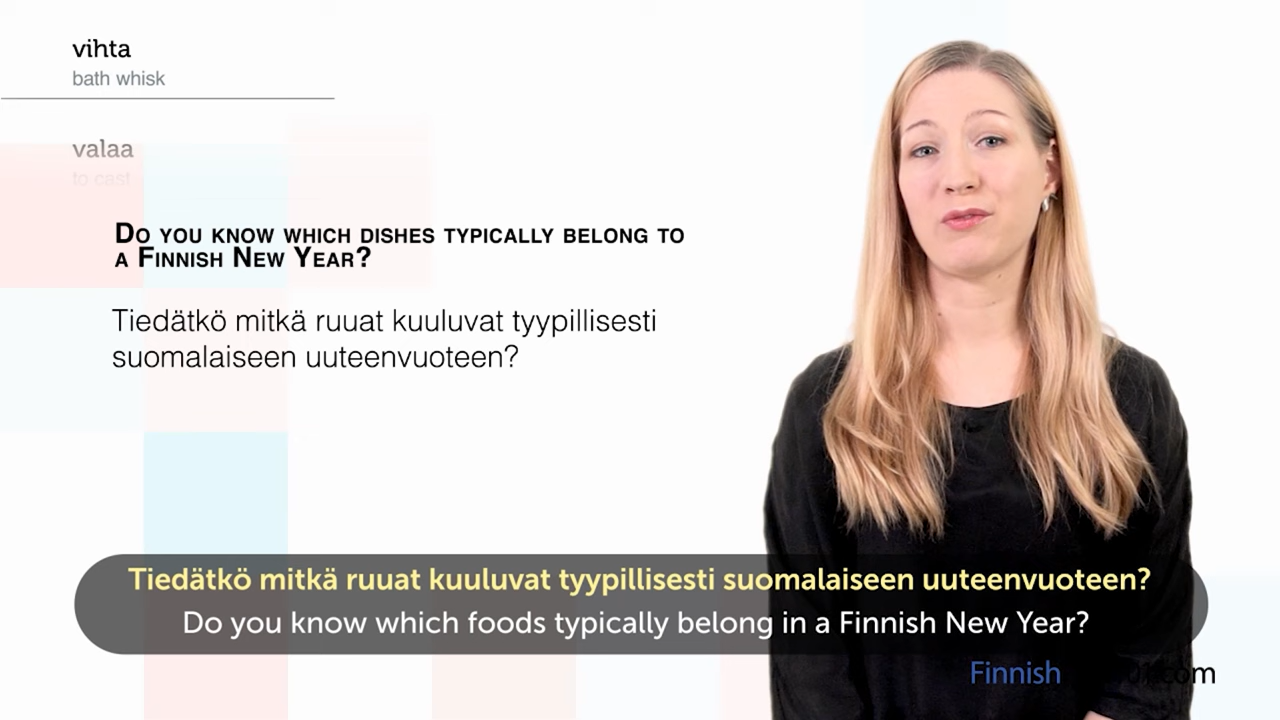 vihta
bath whisk
valaa
to cast
Do you know which dishes typically belong to
a Finnish New Year?
Tiedätkö mitkä ruuat kuuluvat tyypillisesti
suomalaiseen uuteenvuoteen?
Tiedätkö mitkä ruuat kuuluvat tyypillisesti suomalaiseen uuteenvuoteen?
Do you know which foods typically belong in a Finnish New Year?
Finnish